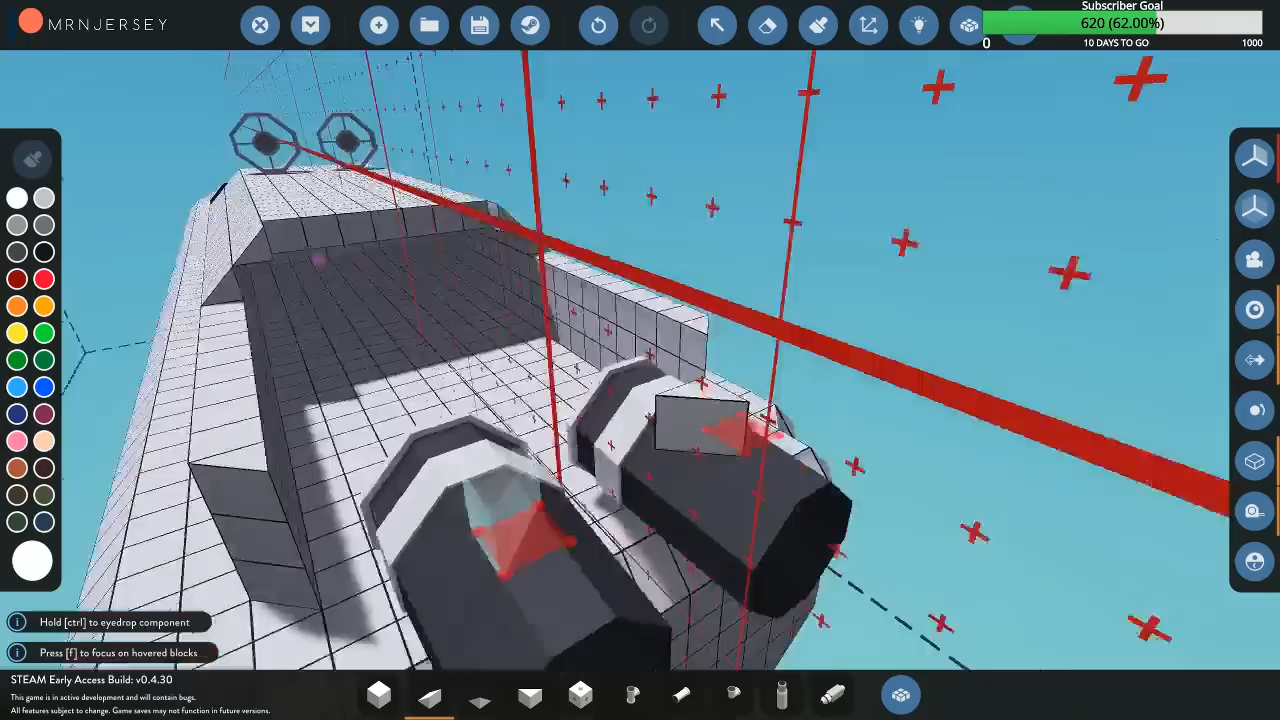 MRNJERSEY
Subscriber Goal
620 (62.00%)
0 10 DAYS TO GO 1000
Hold [ctrl] to eyedrop component
Press [f] to focus on hovered blocks
STEAM Early Access Build: v0.4.30
This game is in active development and will contain bugs.
All features subject to change. Game saves may not function in future versions.